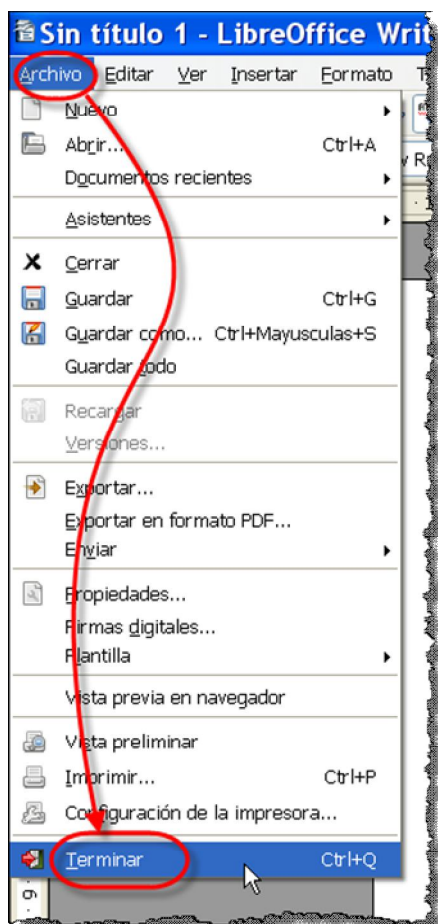 Sin título 1 - LibreOffice Writ
Archivo Editar Ver Insertar Formato T
Nuevo
Abrir... Ctrl+A
Documentos recientes
Asistentes
Cerrar
Guardar Ctrl+G
Guardar como... Ctrl+Mayusculas+S
Guardar todo
Recargar
Versiones...
Exportar...
Exportar en formato PDF...
Enviar
Propiedades...
Firmas digitales...
Plantilla
Vista previa en navegador
Vista preliminar
Imprimir... Ctrl+P
Configuración de la impresora...
Terminar Ctrl+Q